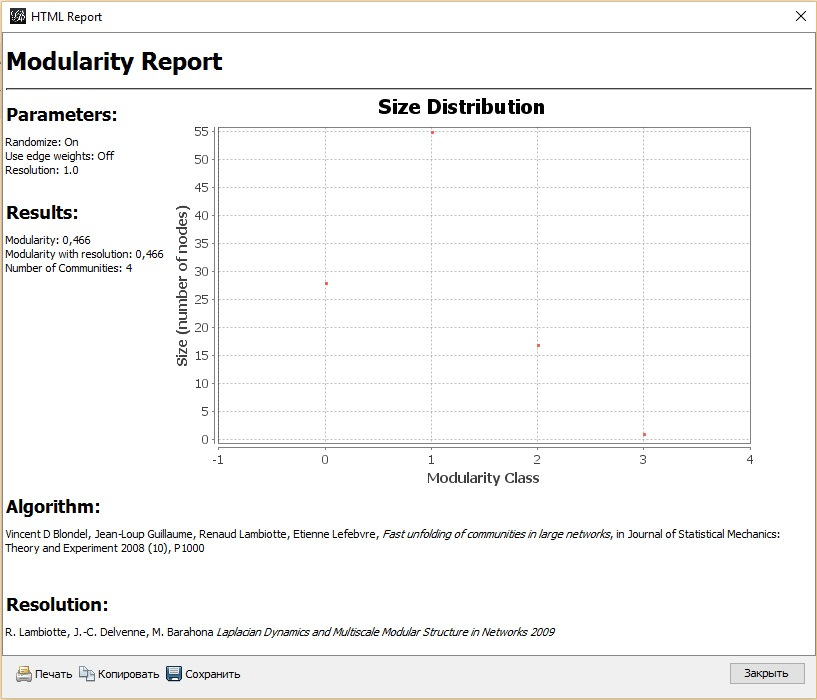 HTML Report
Modularity Report
Parameters:
Randomize: On
Use edge weights: Off
Resolution: 1.0
Results:
Modularity: 0,466
Modularity with resolution: 0,466
Number of Communities: 4
Size Distribution
Size (number of nodes)
55
50
45
40
35
30
25
20
15
10
5
0
-1 0 1 2 3 4
Modularity Class
Algorithm:
Vincent D Blondel, Jean-Loup Guillaume, Renaud Lambiotte, Etienne Lefebvre, Fast unfolding of communities in large networks, in Journal of Statistical Mechanics:
Theory and Experiment 2008 (10), P1000
Resolution:
R. Lambiotte, J.-C. Delvenne, M. Barahona Laplacian Dynamics and Multiscale Modular Structure in Networks 2009
Печать Копировать Сохранить Закрыть